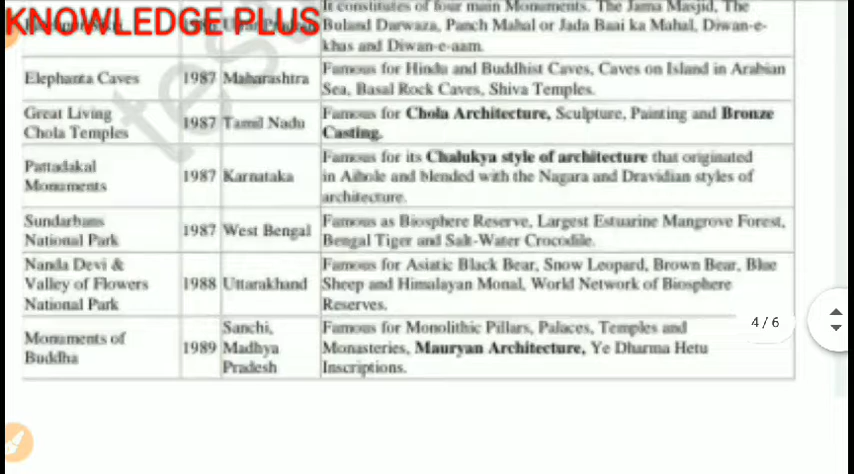 KNOWLEDGE PLUS
It constitutes of four main Monuments. The Jama Masjid, The
Buland Darwaza, Panch Mahal or Jada Baai ka Mahal, Diwan-e-
khas and Diwan-e-aam.
Elephanta Caves 1987 Maharashtra Famous for Hindu and Buddhist Caves, Caves on Island in Arabian
Sea, Basal Rock Caves, Shiva Temples.
Great Living
Chola Temples 1987 Tamil Nadu Famous for Chola Architecture, Sculpture, Painting and Bronze
Casting.
Pattadakal
Monuments 1987 Karnataka Famous for its Chalukya style of architecture that originated
in Aihole and blended with the Nagara and Dravidian styles of
architecture.
Sundarbans
National Park 1987 West Bengal Famous as Biosphere Reserve, Largest Estuarine Mangrove Forest,
Bengal Tiger and Salt-Water Crocodile.
Nanda Devi &
Valley of Flowers
National Park 1988 Uttarakhand Famous for Asiatic Black Bear, Snow Leopard, Brown Bear, Blue
Sheep and Himalayan Monal, World Network of Biosphere
Reserves.
Monuments of
Buddha 1989 Sanchi,
Madhya
Pradesh Famous for Monolithic Pillars, Palaces, Temples and
Monasteries, Mauryan Architecture, Ye Dharma Hetu
Inscriptions.
4 / 6